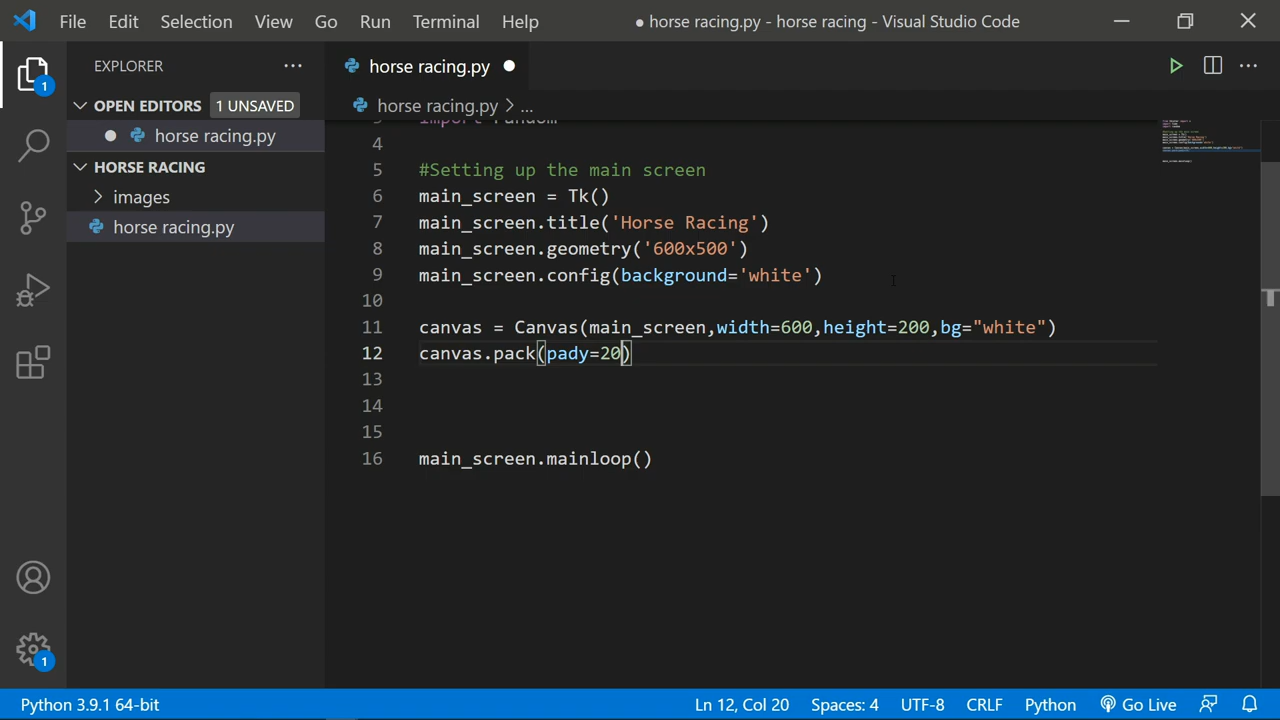 File Edit Selection View Go Run Terminal Help ● horse racing.py - horse racing - Visual Studio Code
EXPLORER ...
horse racing.py
OPEN EDITORS 1 UNSAVED
horse racing.py > ...
horse racing.py
3 import random
HORSE RACING
4
images
5 #Setting up the main screen
6 main_screen = Tk()
horse racing.py
7 main_screen.title('Horse Racing')
8 main_screen.geometry('600x500')
9 main_screen.config(background='white')
10
11 canvas = Canvas(main_screen,width=600,height=200,bg="white")
12 canvas.pack(pady=20)
13
14
15
16 main_screen.mainloop()
1
1
Python 3.9.1 64-bit Ln 12, Col 20 Spaces: 4 UTF-8 CRLF Python Go Live